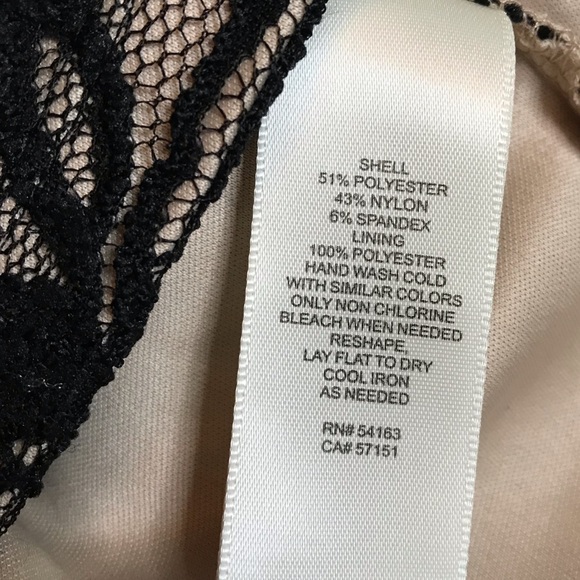 SHELL
51% POLYESTER
43% NYLON
6% SPANDEX
LINING
100% POLYESTER
HAND WASH COLD
WITH SIMILAR COLORS
ONLY NON CHLORINE
BLEACH WHEN NEEDED
RESHAPE,
LAY FLAT TO DRY
COOL IRON
AS NEEDED
RN# 54163
CA# 57151